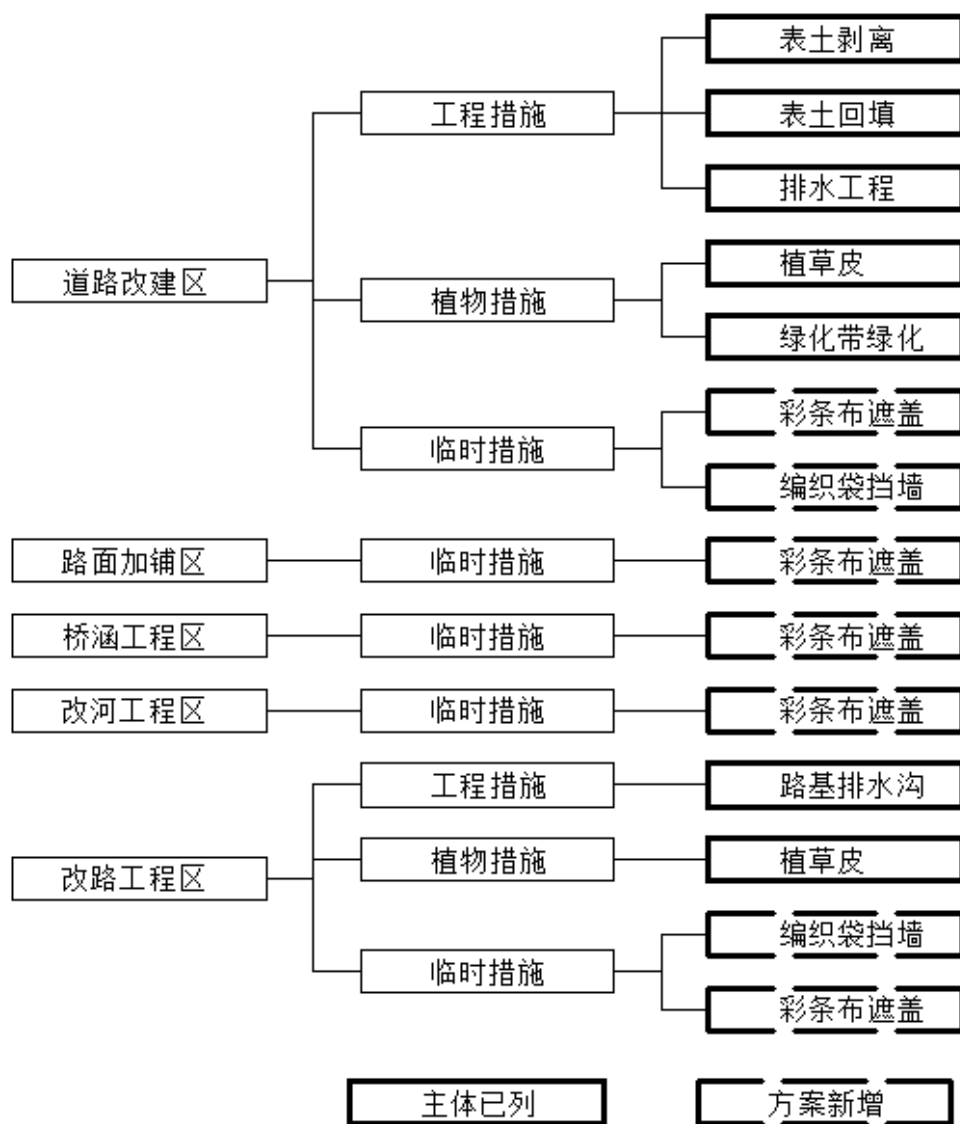 表土剥离
工程措施
表土回填
排水工程
道路改建区
植物措施
植草皮
绿化带绿化
临时措施
彩条布遮盖
编织袋挡墙
路面加铺区
临时措施
彩条布遮盖
桥涵工程区
临时措施
彩条布遮盖
改河工程区
临时措施
彩条布遮盖
工程措施
路基排水沟
改路工程区
植物措施
植草皮
临时措施
编织袋挡墙
彩条布遮盖
主体已列
方案新增